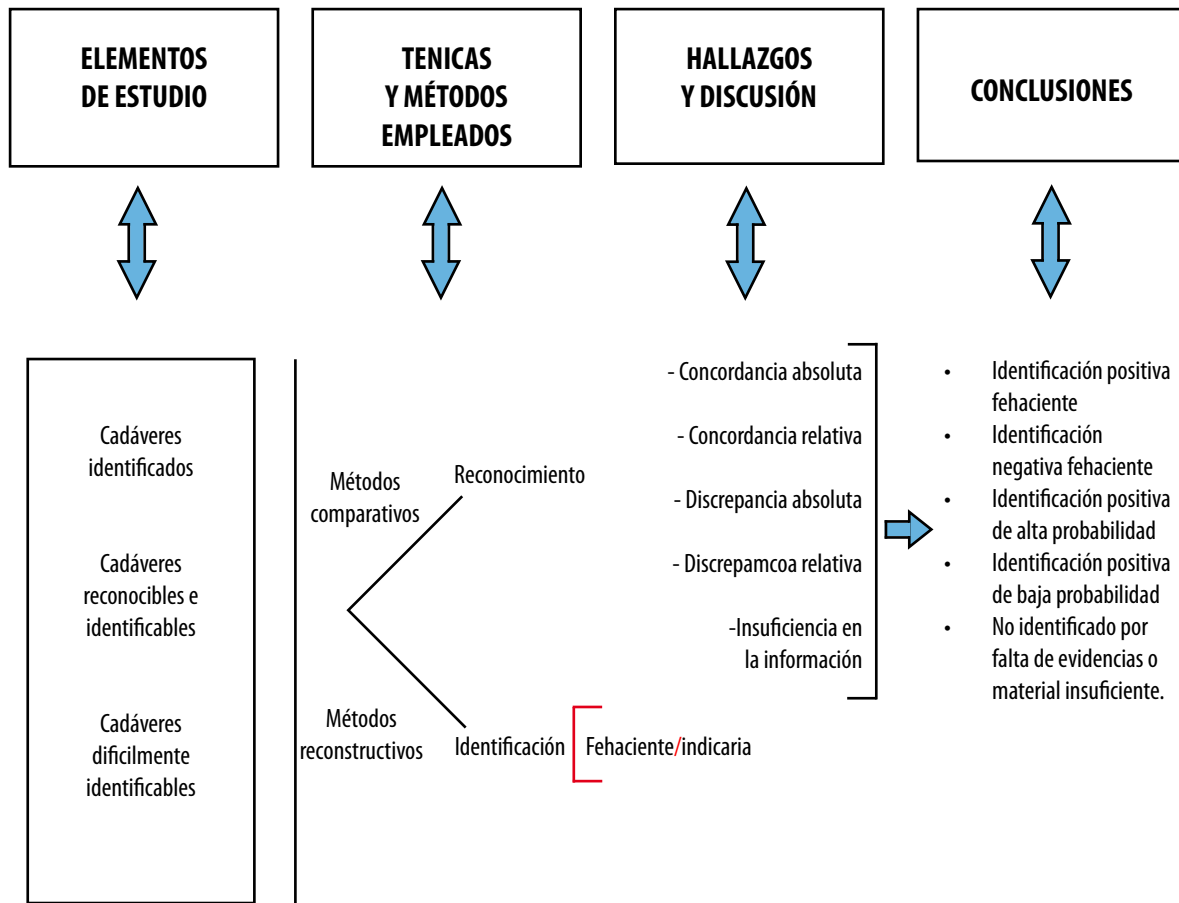 ELEMENTOS
DE ESTUDIO
TENICAS
Y MÉTODOS
EMPLEADOS
HALLAZGOS
Y DISCUSIÓN
CONCLUSIONES
Cadáveres
identificados
Cadáveres
reconocibles e
identificables
Cadáveres
dificilmente
identificables
Métodos
comparativos
Reconocimiento
Métodos
reconstructivos
Identificación
Fehaciente/indicaria
- Concordancia absoluta
- Concordancia relativa
- Discrepancia absoluta
- Discrepamcoa relativa
-Insuficiencia en
la información
• Identificación positiva
fehaciente
• Identificación
negativa fehaciente
• Identificación positiva
de alta probabilidad
• Identificación positiva
de baja probabilidad
• No identificado por
falta de evidencias o
material insuficiente.